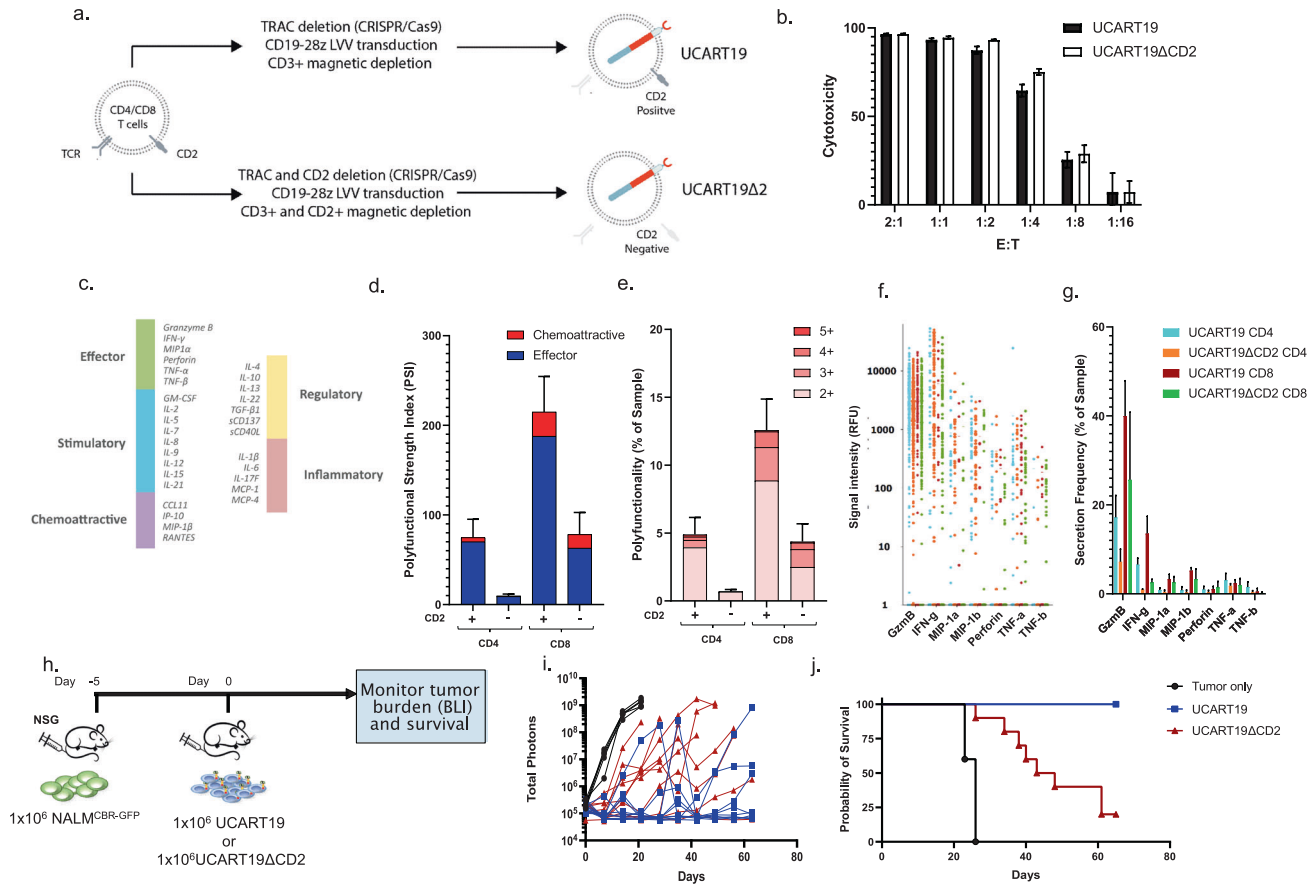 a.
TRAC deletion (CRISPR/Cas9)
CD19-28z LVV transduction
CD3+ magnetic depletion
UCART19
CD2
Positve
CD4/CD8
T cells
TCR
CD2
TRAC and CD2 deletion (CRISPR/Cas9)
CD19-28z LVV transduction
CD3+ and CD2+ magnetic depletion
UCART19Δ2
CD2
Negative
b.
Cytotoxicity
100
75
50
25
0
2:1 1:1 1:2 1:4 1:8 1:16
E:T
UCART19
UCART19ΔCD2
c.
Effector
Granzyme B
IFN-γ
MIP1α
Perforin
TNF-α
TNF-β
Stimulatory
GM-CSF
IL-2
IL-5
IL-7
IL-8
IL-9
IL-12
IL-15
IL-21
Chemoattractive
CCL11
IP-10
MIP-1β
RANTES
IL-4
IL-10
IL-13
IL-22
TGF-β1
sCD137
sCD40L
Regulatory
IL-1β
IL-6
IL-17F
MCP-1
MCP-4
Inflammatory
d.
Polyfunctional Strength Index (PSI)
300
200
100
0
Chemoattractive
Effector
CD2 + - + -
CD4 CD8
e.
Polyfunctionality (% of Sample)
20
15
10
5
0
5+
4+
3+
2+
+ - + -
CD4 CD8
f.
Signal intensity (RFU)
10000
1000
100
10
1
GzmB IFN-g MIP-1a MIP-1b Perforin TNF-a TNF-b
g.
Secretion Frequency (% of Sample)
60
40
20
0
GzmB IFN-g MIP-1a MIP-1b Perforin TNF-a TNF-b
UCART19 CD4
UCART19ΔCD2 CD4
UCART19 CD8
UCART19ΔCD2 CD8
h.
Day -5 Day 0
NSG
1x10⁶ NALM^CBR-GFP
1x10⁶ UCART19
or
1x10⁶UCART19ΔCD2
Monitor tumor
burden (BLI)
and survival
i.
Total Photons
10¹⁰
10⁹
10⁸
10⁷
10⁶
10⁵
10⁴
0 20 40 60 80
Days
j.
Probability of Survival
100
80
60
40
20
0
0 20 40 60 80
Days
Tumor only
UCART19
UCART19ΔCD2